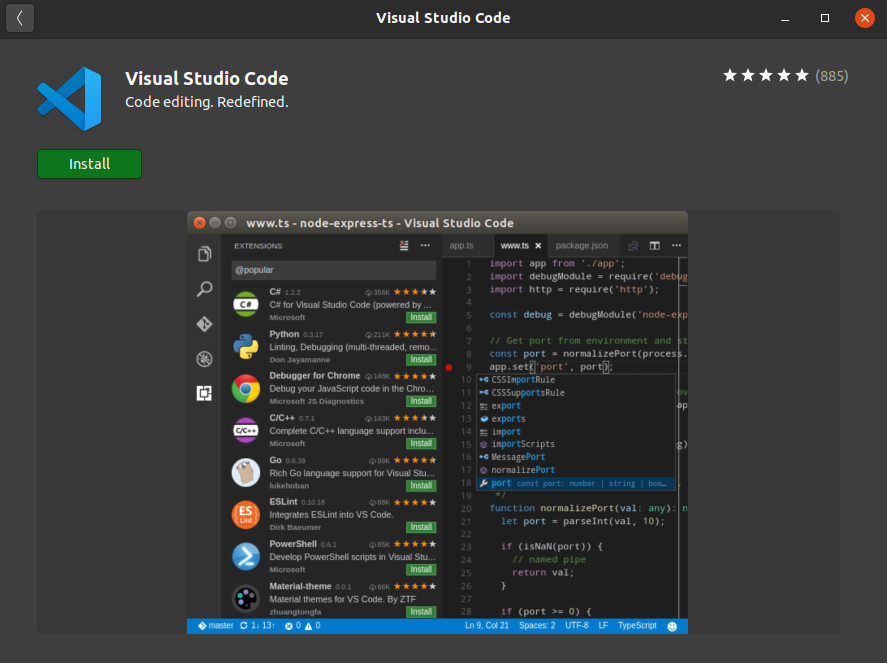 Visual Studio Code
Visual Studio Code
Code editing. Redefined.
(885)
Install
www.ts - node-express-ts - Visual Studio Code
EXTENSIONS
@popular
C# 1.2.2 356K
C# for Visual Studio Code (powered by ...
Microsoft Install
Python 0.3.17 211K
Linting, Debugging (multi-threaded, remo...
Don Jayamanne Install
Debugger for Chrome 148K
Debug your JavaScript code in the Chro...
Microsoft JS Diagnostics Install
C/C++ 0.7.1 143K
Complete C/C++ language support inclu...
Microsoft Install
Go 0.6.39 99K
Rich Go language support for Visual Stu...
lukehoban Install
ESLint 0.10.18 88K
Integrates ESLint into VS Code.
Dirk Baeumer Install
PowerShell 0.6.1 85K
Develop PowerShell scripts in Visual Stu...
Microsoft Install
Material-theme 0.0.1 66K
Material themes for VS Code. By ZTF
zhuangtongfa Install
C#
C/C++
ES
Lint
app.ts www.ts package.json
1 import app from './app';
2 import debugModule = require('debug
3 import http = require('http');
4
5 const debug = debugModule('node-exp
6
7 // Get port from environment and st
8 const port = normalizePort(process.
9 app.set('port', port);
10 CSSImportRule
11 CSSSupportsRule ov
12 export ap
13 exports
14 import
15 importScripts g)
16 MessagePort
17 normalizePort
18 port const port: number | string | boo...
19 */
20 function normalizePort(val: any): n
21 let port = parseInt(val, 10);
22
23 if (isNaN(port)) {
24 // named pipe
25 return val;
26 }
27
28 if (port >= 0) {
master 1↓ 13↑ 0 0 Ln 9, Col 21 Spaces: 2 UTF-8 LF TypeScript